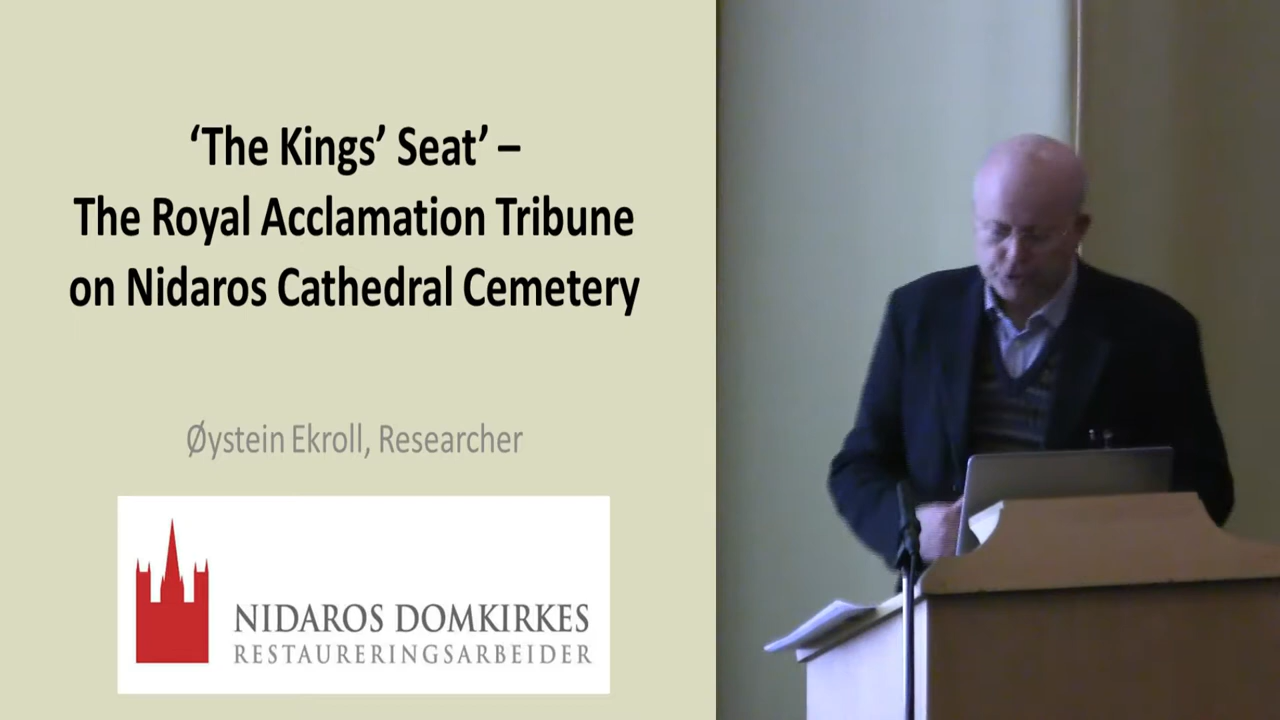 ‘The Kings’ Seat’ –
The Royal Acclamation Tribune
on Nidaros Cathedral Cemetery
Øystein Ekroll, Researcher
NIDAROS DOMKIRKES
RESTAURERINGSARBEIDER